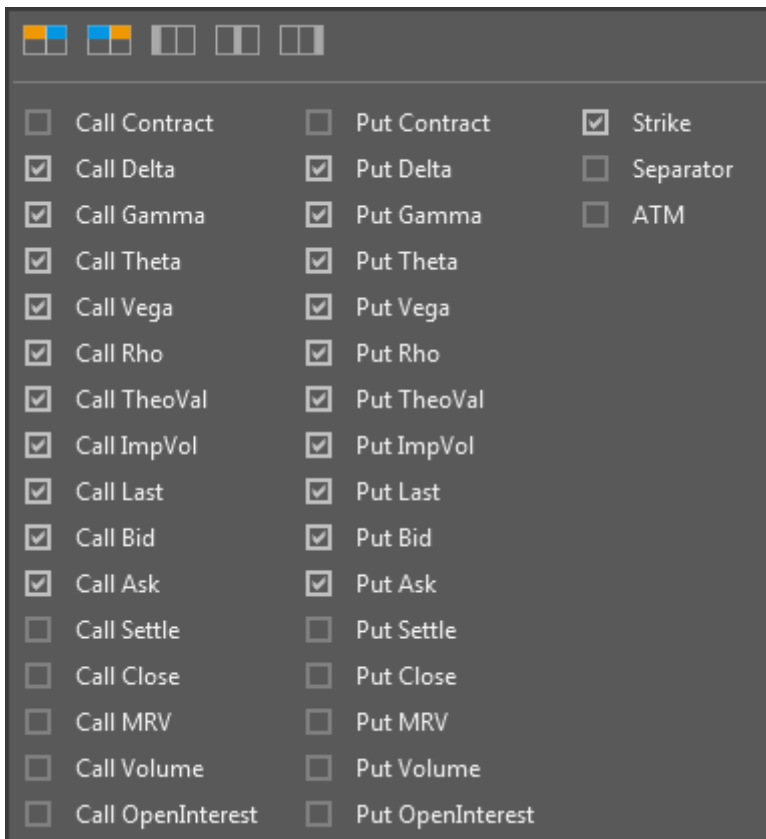 Call Contract Put Contract Strike
Call Delta Put Delta Separator
Call Gamma Put Gamma ATM
Call Theta Put Theta
Call Vega Put Vega
Call Rho Put Rho
Call TheoVal Put TheoVal
Call ImpVol Put ImpVol
Call Last Put Last
Call Bid Put Bid
Call Ask Put Ask
Call Settle Put Settle
Call Close Put Close
Call MRV Put MRV
Call Volume Put Volume
Call OpenInterest Put OpenInterest